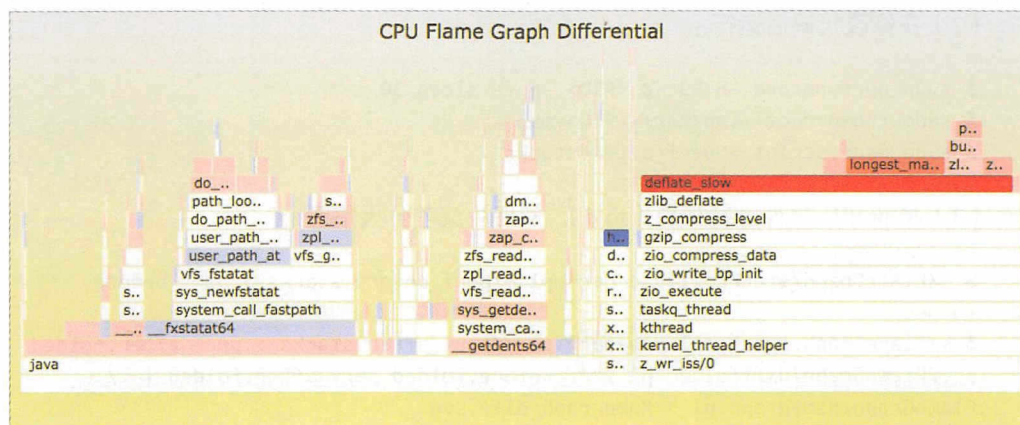 CPU Flame Graph Differential
p..
bu..
longest_ma.. zl.. z..
do_.. deflate_slow
path_loo.. s.. dm.. zlib_deflate
do_path_.. zfs_.. zap.. z_compress_level
user_path_.. zpl_.. zap_c.. h.. gzip_compress
user_path_at vfs_g.. zfs_read.. d.. zio_compress_data
vfs_fstatat zpl_read.. c.. zio_write_bp_init
s.. sys_newfstatat vfs_read.. r.. zio_execute
s.. system_call_fastpath sys_getde.. s.. taskq_thread
__.. __fxstatat64 system_ca.. x.. kthread
__getdents64 x.. kernel_thread_helper
java s.. z_wr_iss/0